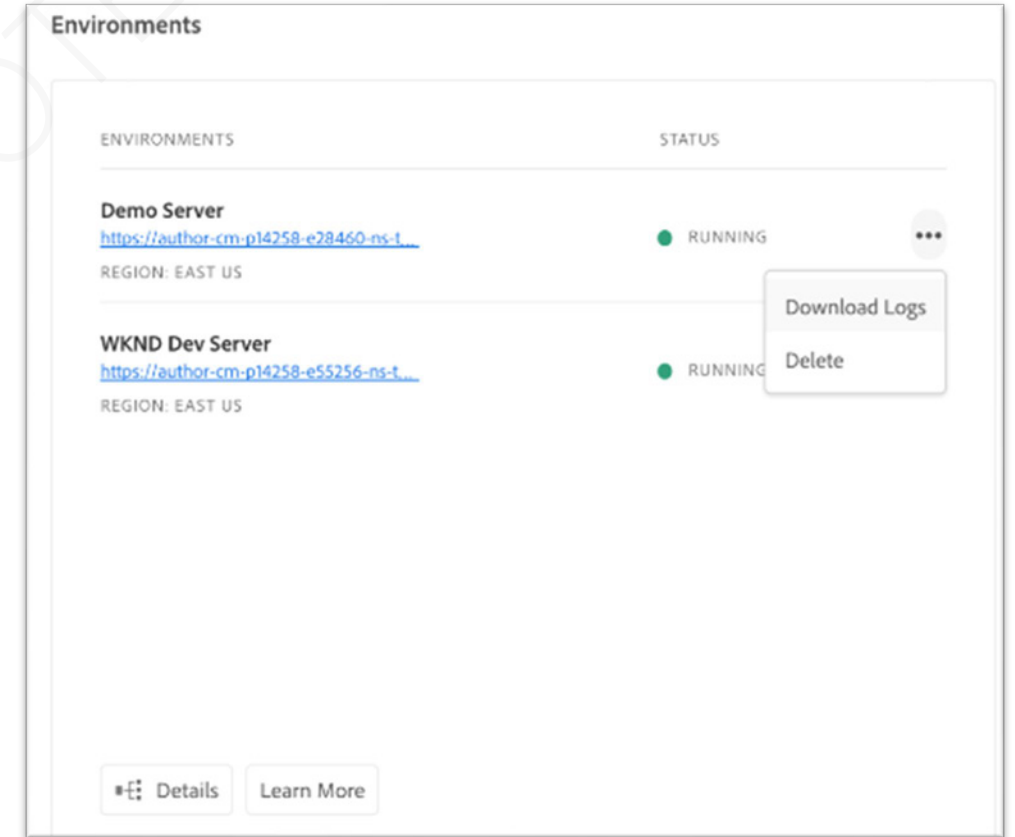 Environments
ENVIRONMENTS STATUS
Demo Server
https://author-cm-p14258-e28460-ns-t...
RUNNING
•••
REGION: EAST US
Download Logs
WKND Dev Server
Delete
https://author-cm-p14258-e55256-ns-t...
RUNNING
REGION: EAST US
Details Learn More